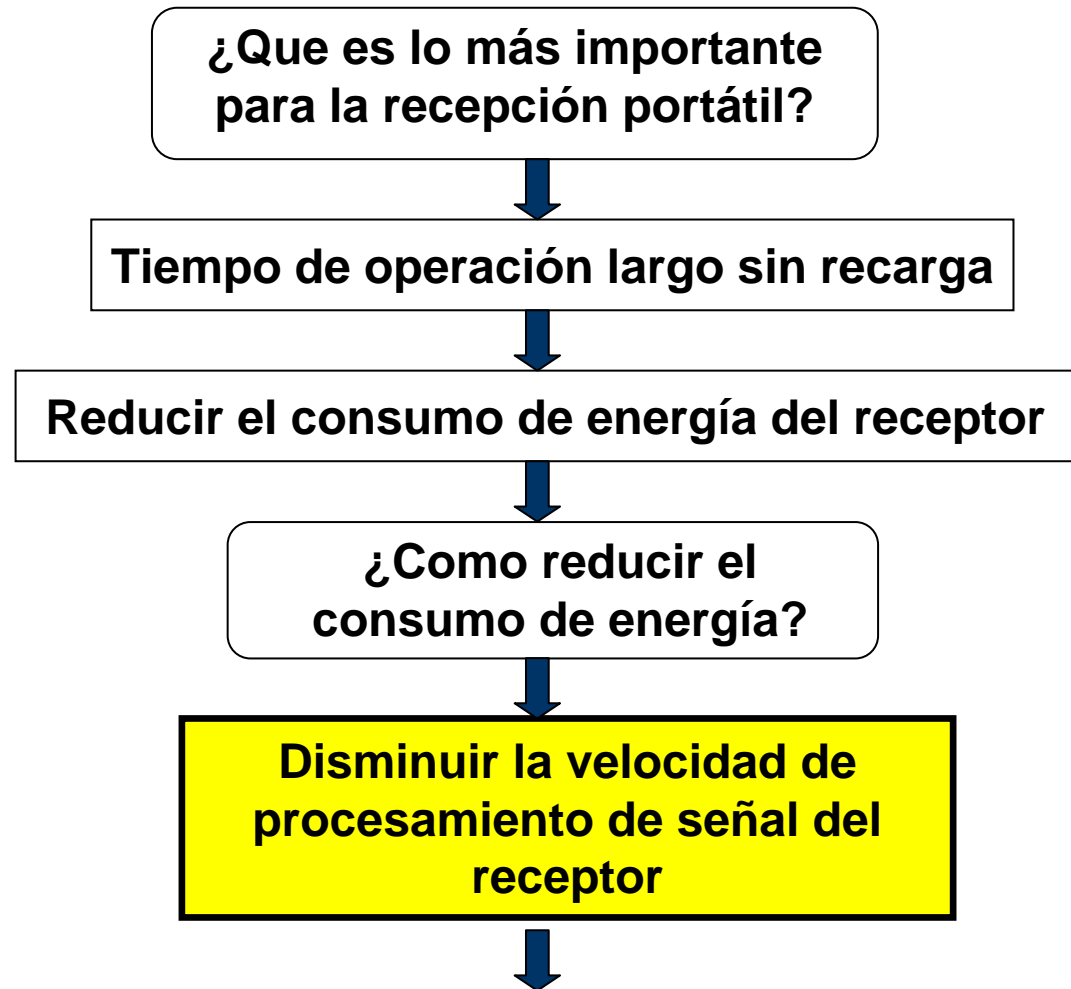 ¿Que es lo más importante
para la recepción portátil?
Tiempo de operación largo sin recarga
Reducir el consumo de energía del receptor
¿Como reducir el
consumo de energía?
Disminuir la velocidad de
procesamiento de señal del
receptor